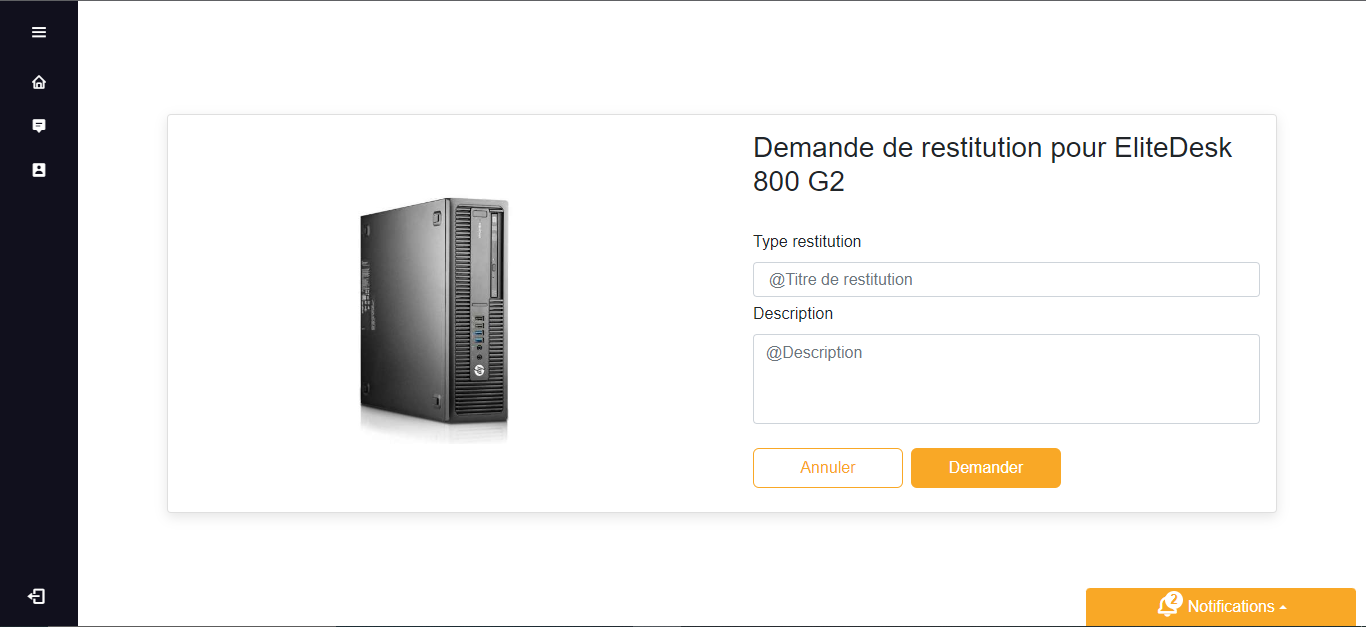 Demande de restitution pour EliteDesk
800 G2
Type restitution
@Titre de restitution
Description
@Description
Annuler
Demander
2
Notifications